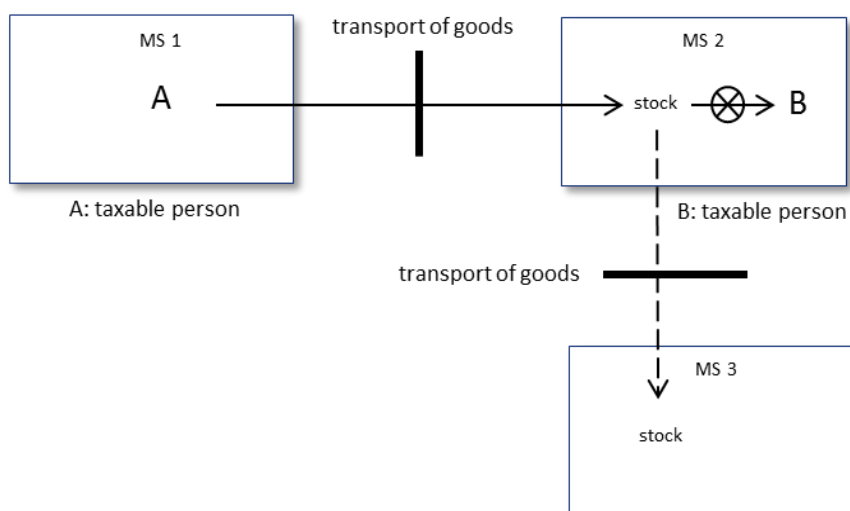 transport of goods
MS 1
MS 2
A
stock
B
A: taxable person
B: taxable person
transport of goods
MS 3
stock